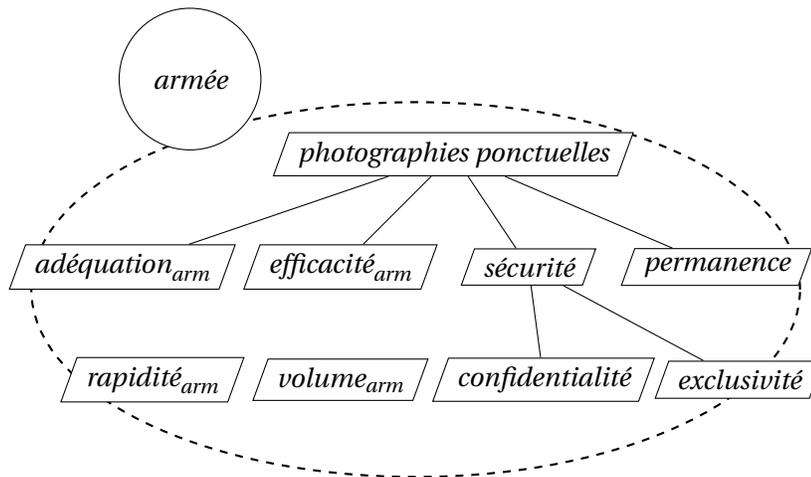 armée
photographies ponctuelles
adéquation_arm
efficacité_arm
sécurité
permanence
rapidité_arm
volume_arm
confidentialité
exclusivité